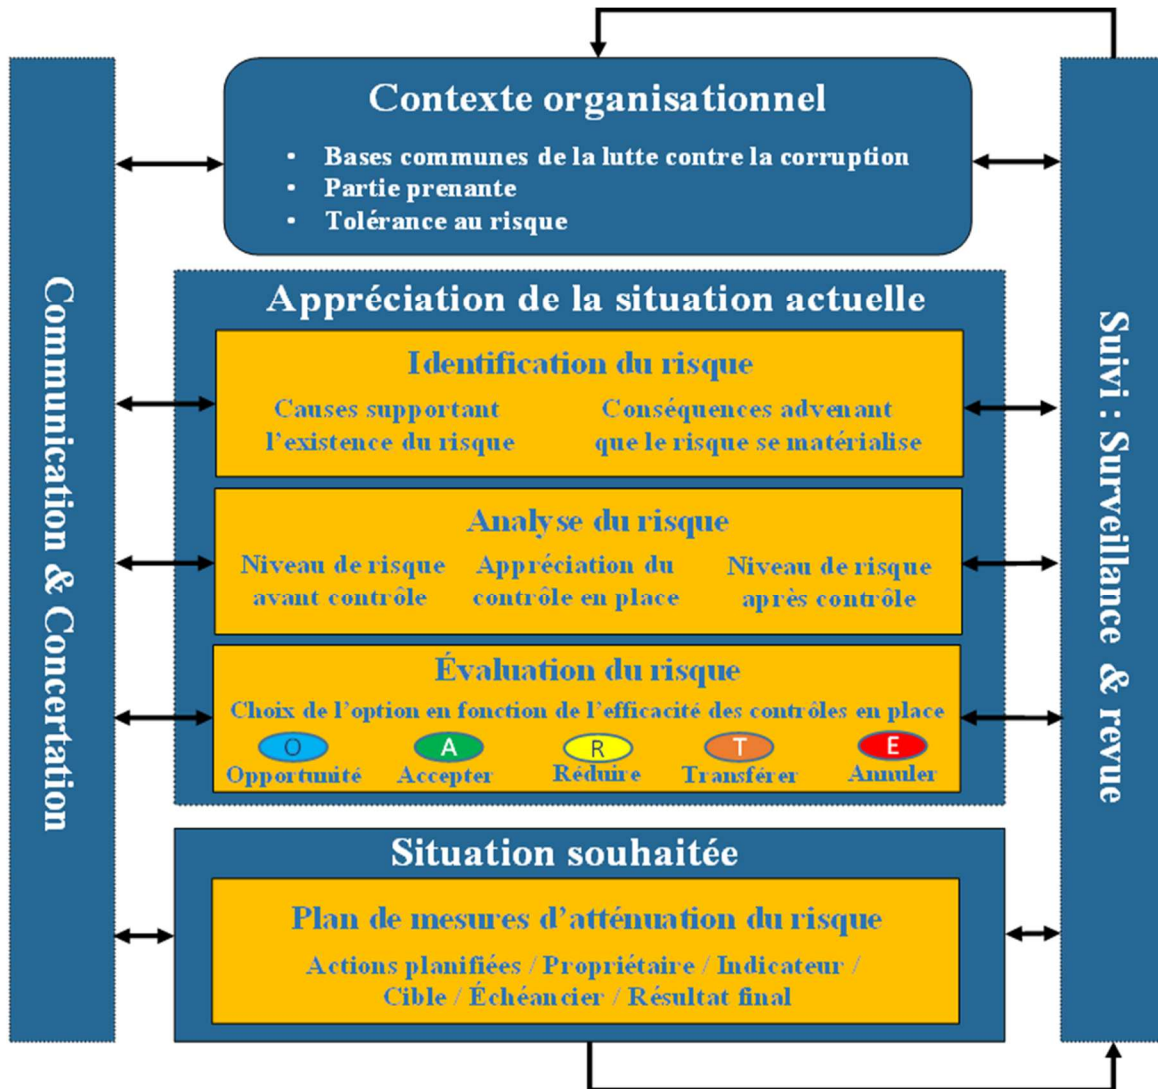 Contexte organisationnel
• Bases communes de la lutte contre la corruption
• Partie prenante
• Tolérance au risque
Communication & Concertation
Appréciation de la situation actuelle
Identification du risque
Causes supportant
l'existence du risque
Conséquences advenant
que le risque se matérialise
Analyse du risque
Niveau de risque
avant contrôle
Appréciation du
contrôle en place
Niveau de risque
après contrôle
Évaluation du risque
Choix de l'option en fonction de l'efficacité des contrôles en place
O
Opportunité
A
Accepter
R
Réduire
T
Transférer
E
Annuler
Situation souhaitée
Plan de mesures d'atténuation du risque
Actions planifiées / Propriétaire / Indicateur /
Cible / Échéancier / Résultat final
Suivi : Surveillance & revue